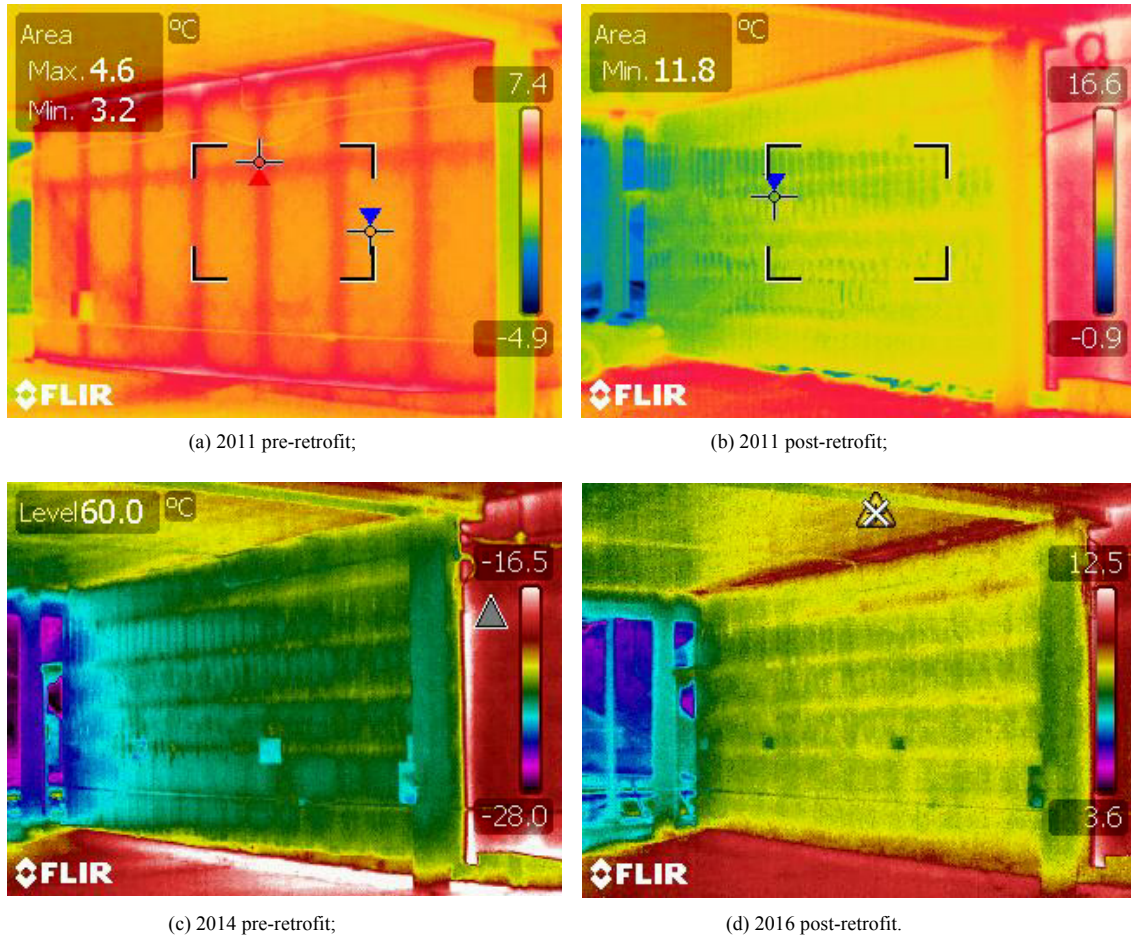 Area
°C
Max. 4.6
Min. 3.2
7.4
-4.9
FLIR
(a) 2011 pre-retrofit;
Area
°C
Min. 11.8
16.6
-0.9
FLIR
(b) 2011 post-retrofit;
Level 60.0 °C
-16.5
-28.0
FLIR
(c) 2014 pre-retrofit;
12.5
3.6
FLIR
(d) 2016 post-retrofit.